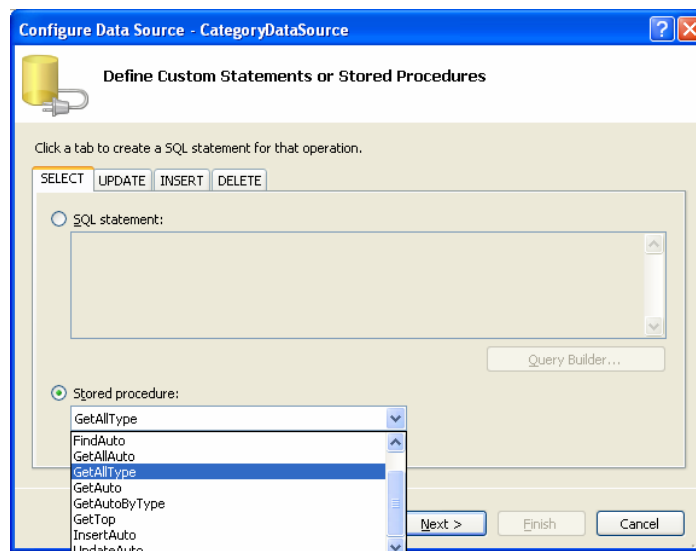 Configure Data Source - CategoryDataSource
Define Custom Statements or Stored Procedures
Click a tab to create a SQL statement for that operation.
SELECT UPDATE INSERT DELETE
SQL statement:
Query Builder...
Stored procedure:
GetAllType
FindAuto
GetAllAuto
GetAllType
GetAuto
GetAutoByType
GetTop
InsertAuto
UpdateAuto
Next > Finish Cancel